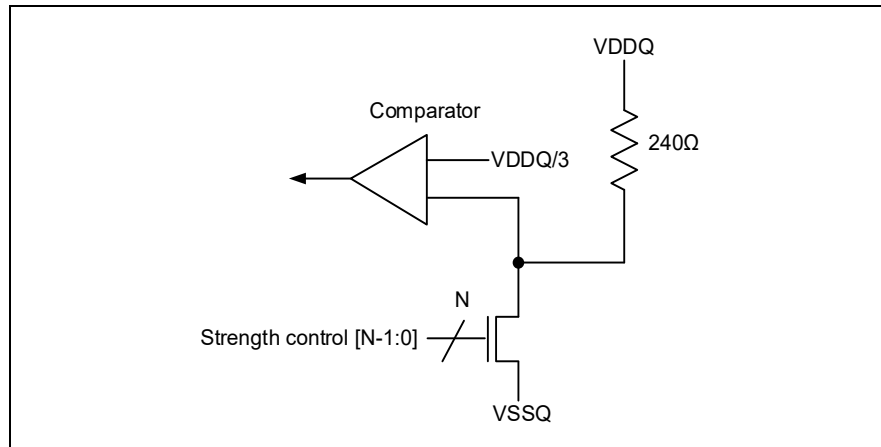 VDDQ
Comparator
240Ω
VDDQ/3
N
Strength control [N-1:0]
VSSQ